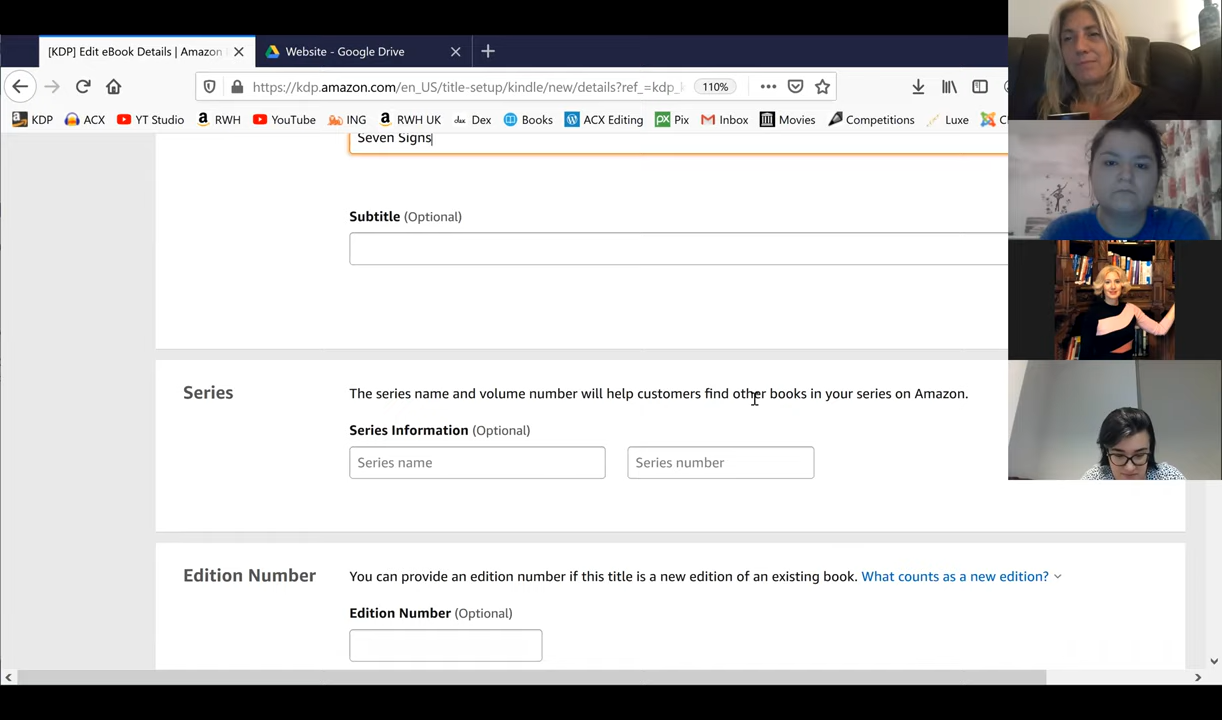 [KDP] Edit eBook Details | Amazon
Website - Google Drive
https://kdp.amazon.com/en_US/title-setup/kindle/new/details?ref_=kdp_
110%
KDP ACX YT Studio RWH YouTube ING RWH UK Dex Books ACX Editing Pix Inbox Movies Competitions Luxe
Seven Signs
Subtitle (Optional)
Series
The series name and volume number will help customers find other books in your series on Amazon.
Series Information (Optional)
Series name
Series number
Edition Number
You can provide an edition number if this title is a new edition of an existing book. What counts as a new edition?
Edition Number (Optional)